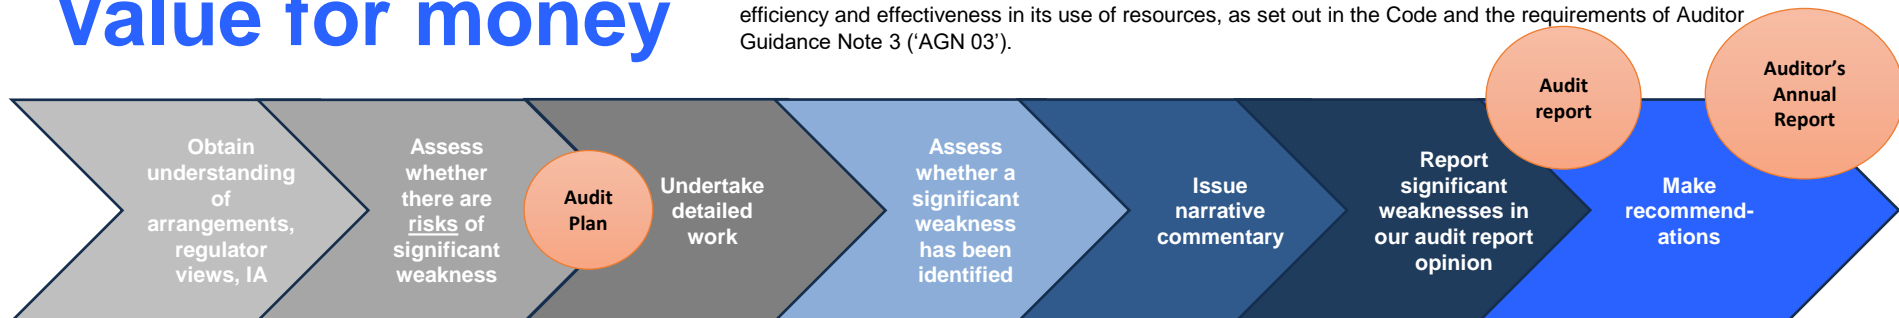 Value for money
efficiency and effectiveness in its use of resources, as set out in the Code and the requirements of Auditor
Guidance Note 3 (‘AGN 03’).
Obtain
understanding
of
arrangements,
regulator
views, IA
Assess
whether
there are
risks of
significant
weakness
Audit
Plan
Undertake
detailed
work
Assess
whether a
significant
weakness
has been
identified
Issue
narrative
commentary
Report
significant
weaknesses in
our audit report
opinion
Audit
report
Make
recommend-
ations
Auditor’s
Annual
Report